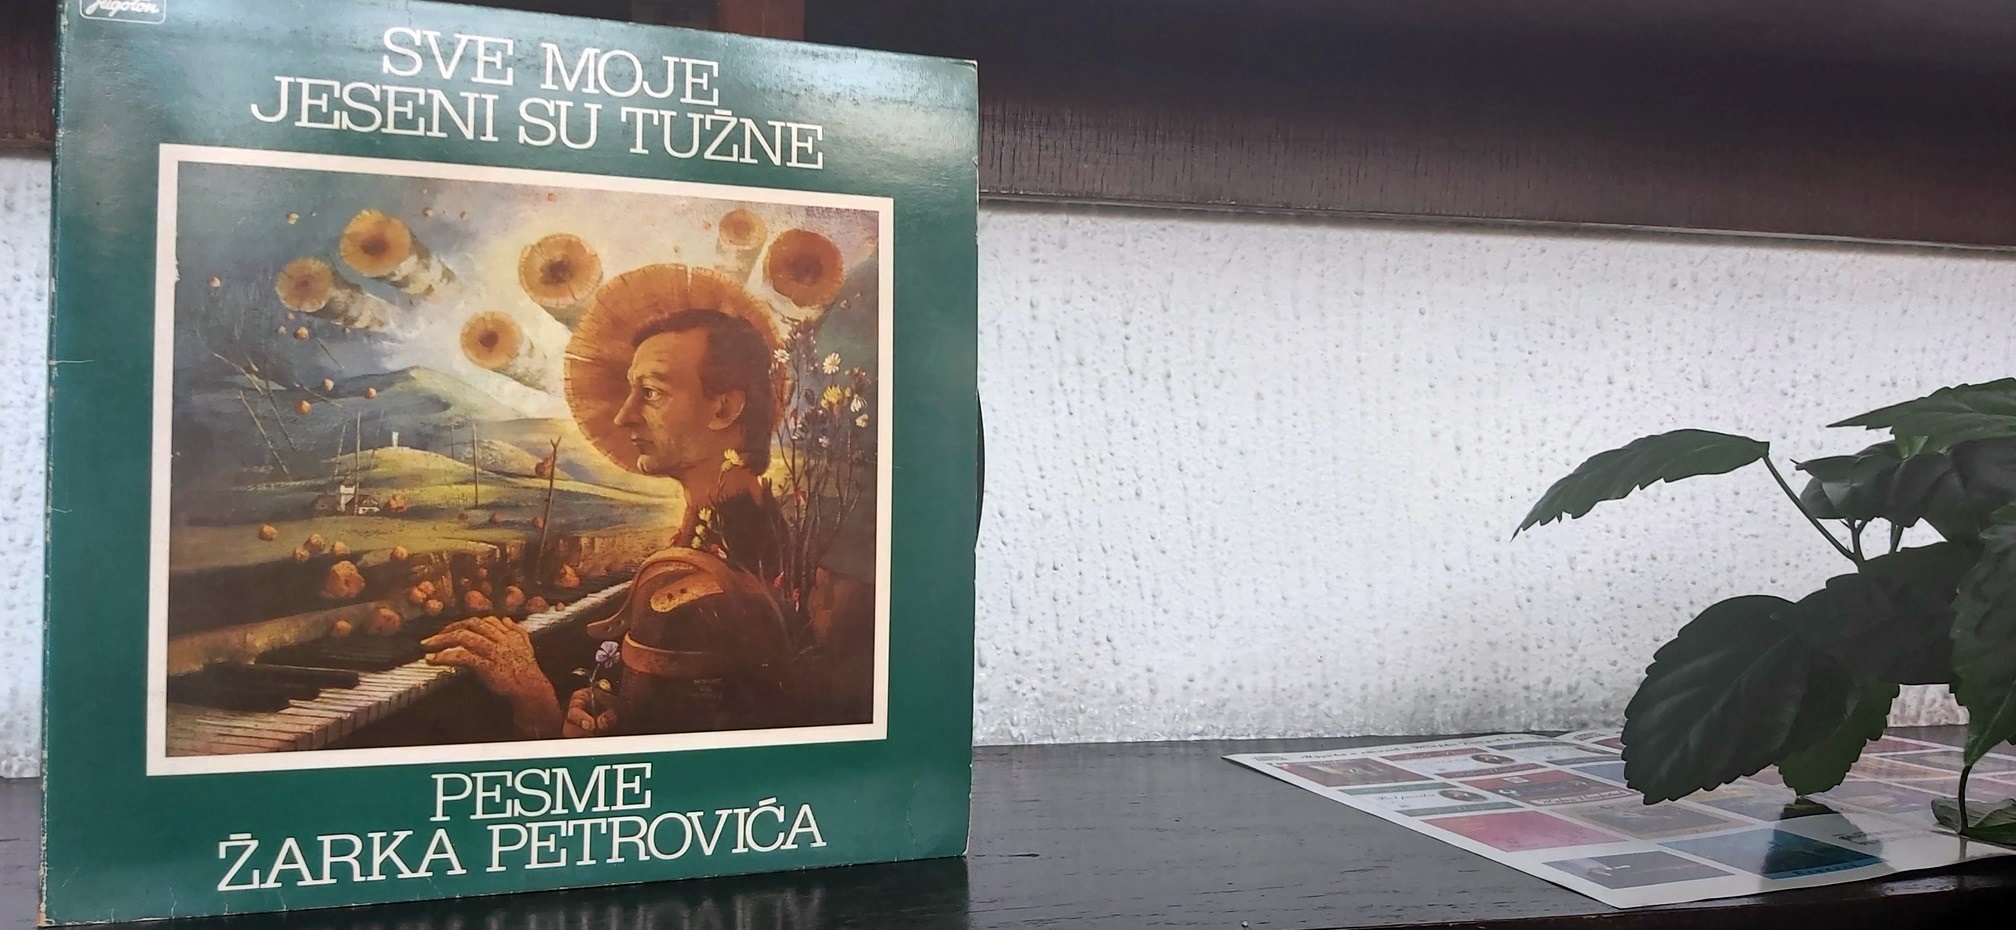 Jugoton
SVE MOJE
JESENI SU TUŽNE
PESME
ŽARKA PETROVIĆA